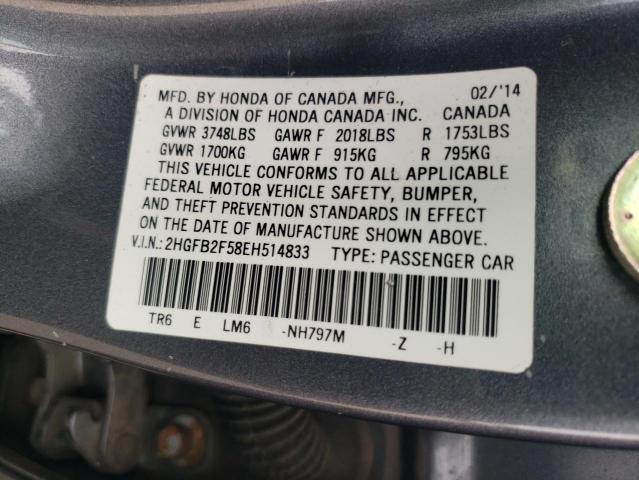 MFD. BY HONDA OF CANADA MFG., 02/'14
A DIVISION OF HONDA CANADA INC. CANADA
GVWR 3748LBS GAWR F 2018LBS R 1753LBS
GVWR 1700KG GAWR F 915KG R 795KG
THIS VEHICLE CONFORMS TO ALL APPLICABLE
FEDERAL MOTOR VEHICLE SAFETY, BUMPER,
AND THEFT PREVENTION STANDARDS IN EFFECT
ON THE DATE OF MANUFACTURE SHOWN ABOVE.
V.I.N.: 2HGFB2F58EH514833 TYPE: PASSENGER CAR
TR6 E LM6 -NH797M -Z -H